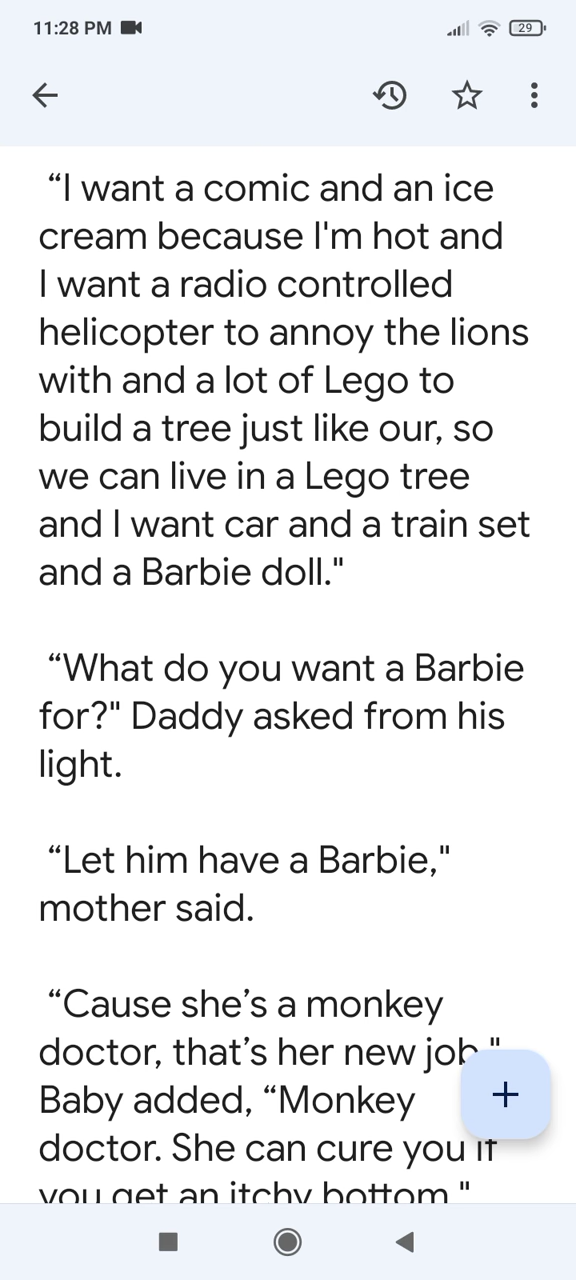 11:28 PM
29
“I want a comic and an ice
cream because I'm hot and
I want a radio controlled
helicopter to annoy the lions
with and a lot of Lego to
build a tree just like our, so
we can live in a Lego tree
and I want car and a train set
and a Barbie doll."
“What do you want a Barbie
for?" Daddy asked from his
light.
“Let him have a Barbie,"
mother said.
“Cause she’s a monkey
doctor, that’s her new job."
Baby added, “Monkey
doctor. She can cure you if
you get an itchy bottom."